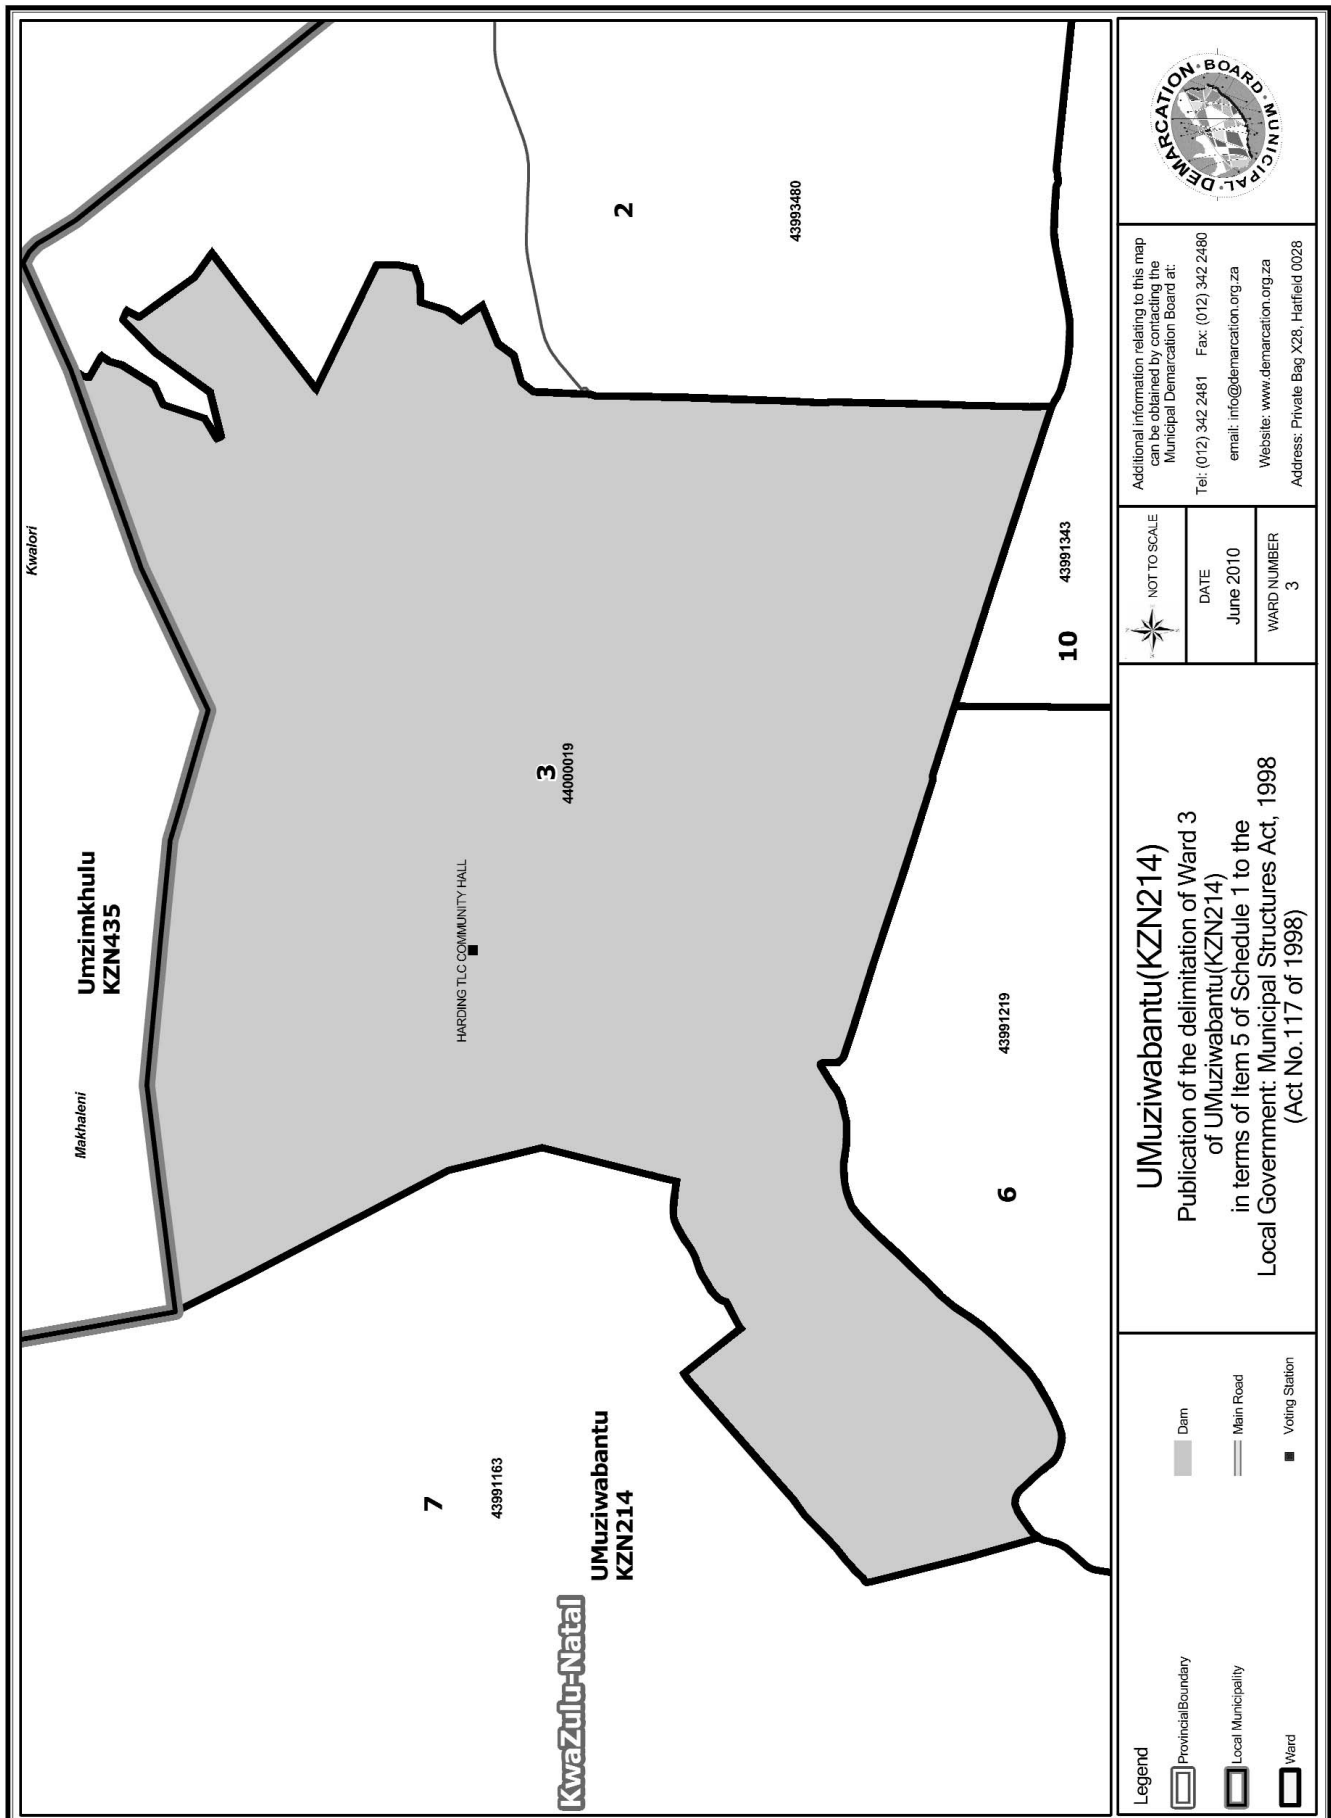 Kwalori
Umzimkhulu
KZN435
Makhaleni
2
43993480
HARDING TLC COMMUNITY HALL
3
44000019
10
43991343
43991219
6
7
43991163
UMuziwabantu
KZN214
KwaZulu-Natal
Legend
ProvincialBoundary
Local Municipality
Ward
Dam
Main Road
Voting Station
UMuziwabantu(KZN214)
Publication of the delimitation of Ward 3
of UMuziwabantu(KZN214)
in terms of Item 5 of Schedule 1 to the
Local Government: Municipal Structures Act, 1998
(Act No.117 of 1998)
NOT TO SCALE
DATE
June 2010
WARD NUMBER
3
Additional information relating to this map
can be obtained by contacting the
Municipal Demarcation Board at:
Tel: (012) 342 2481 Fax: (012) 342 2480
email: info@demarcation.org.za
Website: www.demarcation.org.za
Address: Private Bag X28, Hatfield 0028
MUNICIPAL · DEMARCATION · BOARD ·